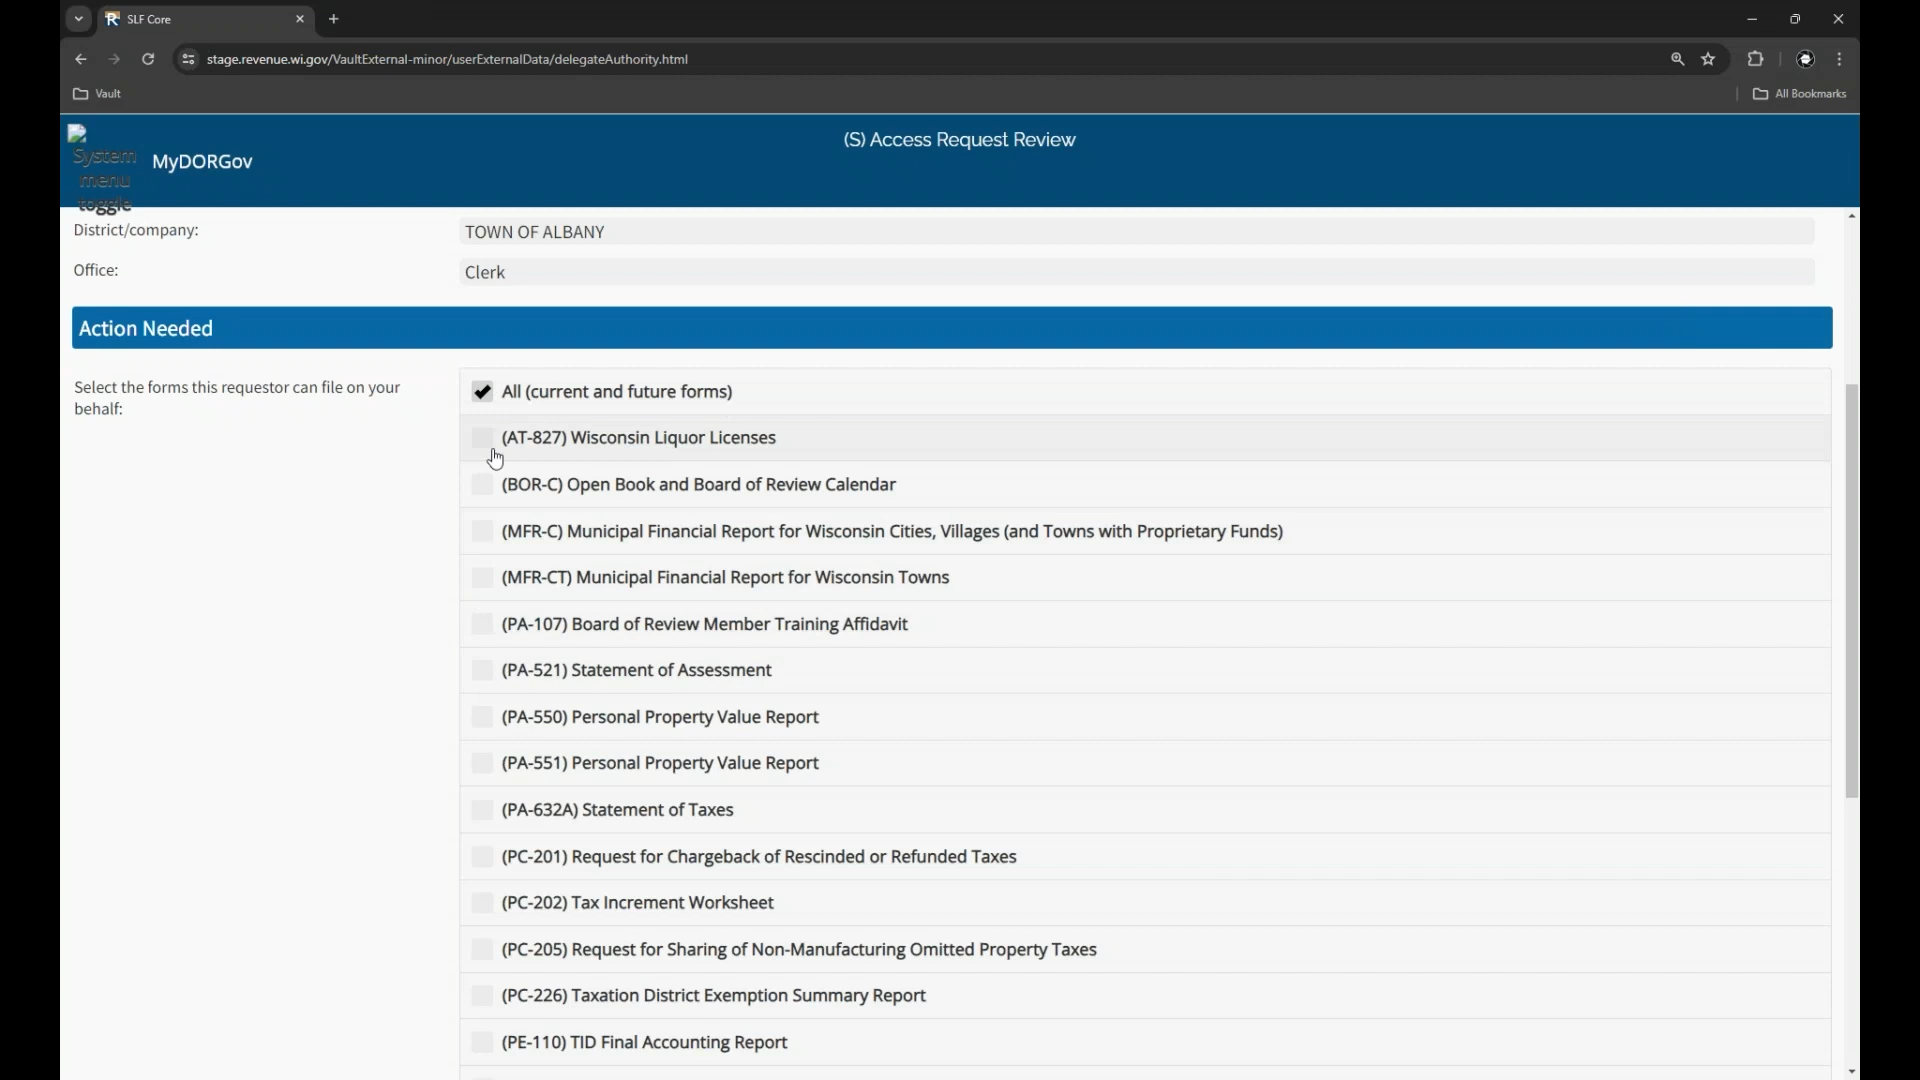 SLF Core
stage.revenue.wi.gov/VaultExternal-minor/userExternalData/delegateAuthority.html
Vault
All Bookmarks
System menu toggle
MyDORGov
(S) Access Request Review
District/company:
TOWN OF ALBANY
Office:
Clerk
Action Needed
Select the forms this requestor can file on your
behalf:
All (current and future forms)
(AT-827) Wisconsin Liquor Licenses
(BOR-C) Open Book and Board of Review Calendar
(MFR-C) Municipal Financial Report for Wisconsin Cities, Villages (and Towns with Proprietary Funds)
(MFR-CT) Municipal Financial Report for Wisconsin Towns
(PA-107) Board of Review Member Training Affidavit
(PA-521) Statement of Assessment
(PA-550) Personal Property Value Report
(PA-551) Personal Property Value Report
(PA-632A) Statement of Taxes
(PC-201) Request for Chargeback of Rescinded or Refunded Taxes
(PC-202) Tax Increment Worksheet
(PC-205) Request for Sharing of Non-Manufacturing Omitted Property Taxes
(PC-226) Taxation District Exemption Summary Report
(PE-110) TID Final Accounting Report